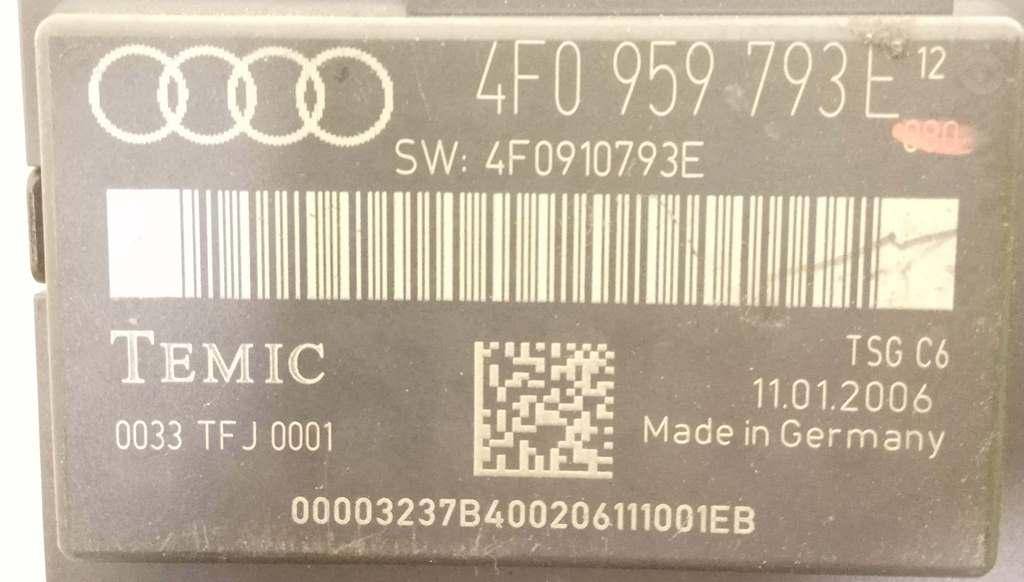 4F0 959 793 E 12
090
SW: 4F0910793E
TEMIC
TSG C6
11.01.2006
0033 TFJ 0001
Made in Germany
00003237B400206111001EB